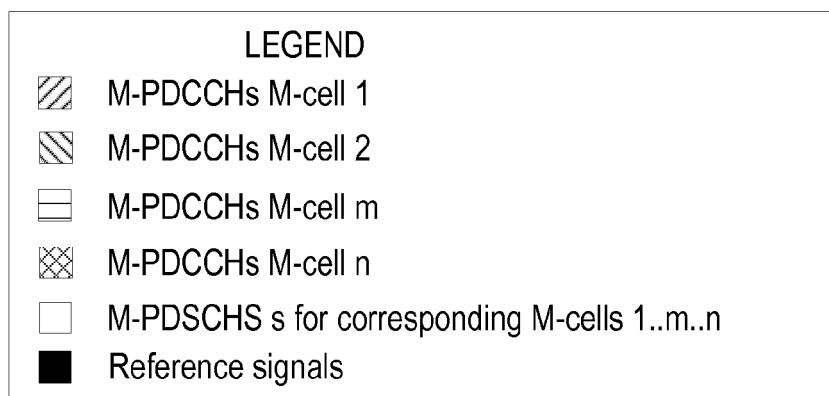 LEGEND
M-PDCCHs M-cell 1
M-PDCCHs M-cell 2
M-PDCCHs M-cell m
M-PDCCHs M-cell n
M-PDSCHS s for corresponding M-cells 1..m..n
Reference signals